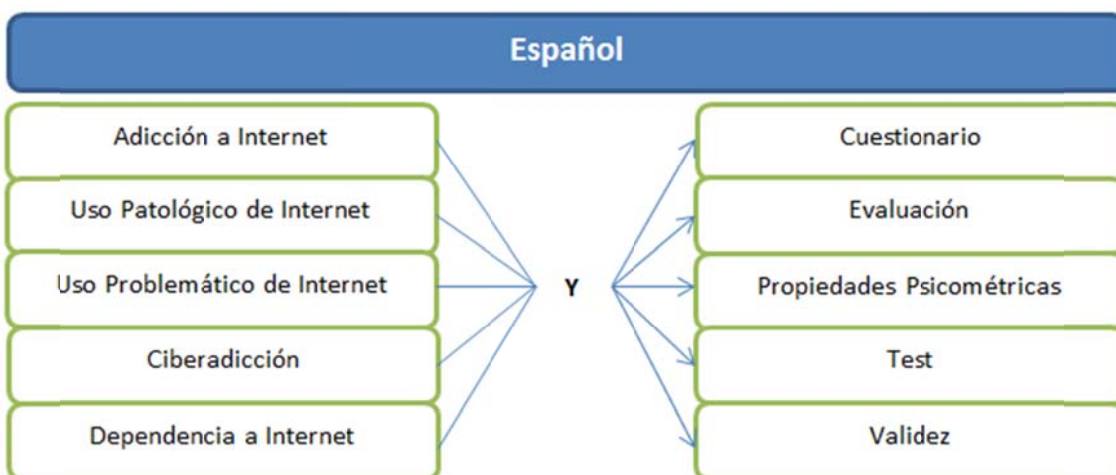 Español
Adicción a Internet
Uso Patológico de Internet
Uso Problemático de Internet
Ciberadicción
Dependencia a Internet
Y
Cuestionario
Evaluación
Propiedades Psicométricas
Test
Validez